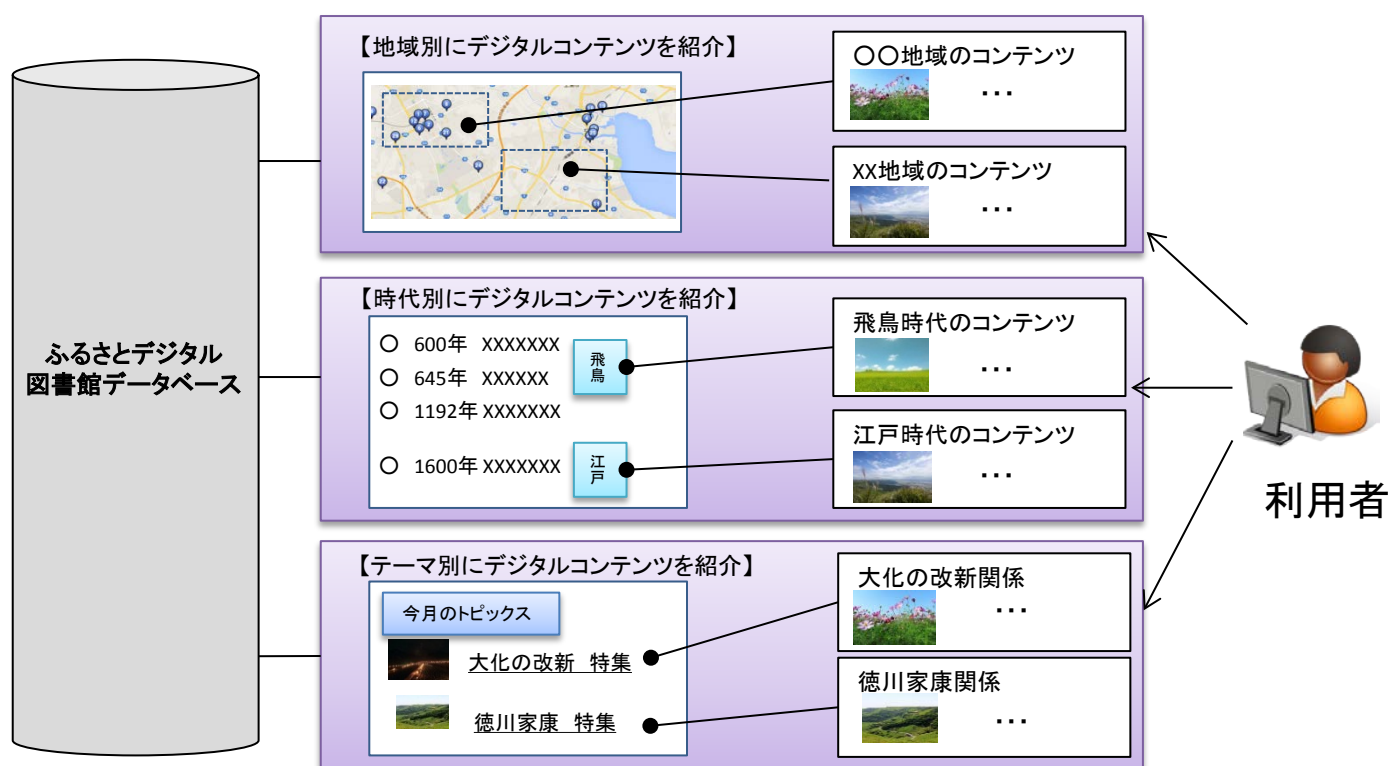 【地域別にデジタルコンテンツを紹介】
〇〇地域のコンテンツ
・・・
XX地域のコンテンツ
・・・
ふるさとデジタル
図書館データベース
【時代別にデジタルコンテンツを紹介】
600年 XXXXXXX
645年 XXXXXX
1192年 XXXXXXX
1600年 XXXXXXX
飛鳥
江戸
飛鳥時代のコンテンツ
・・・
江戸時代のコンテンツ
・・・
利用者
【テーマ別にデジタルコンテンツを紹介】
今月のトピックス
大化の改新　特集
徳川家康　特集
大化の改新関係
・・・
徳川家康関係
・・・